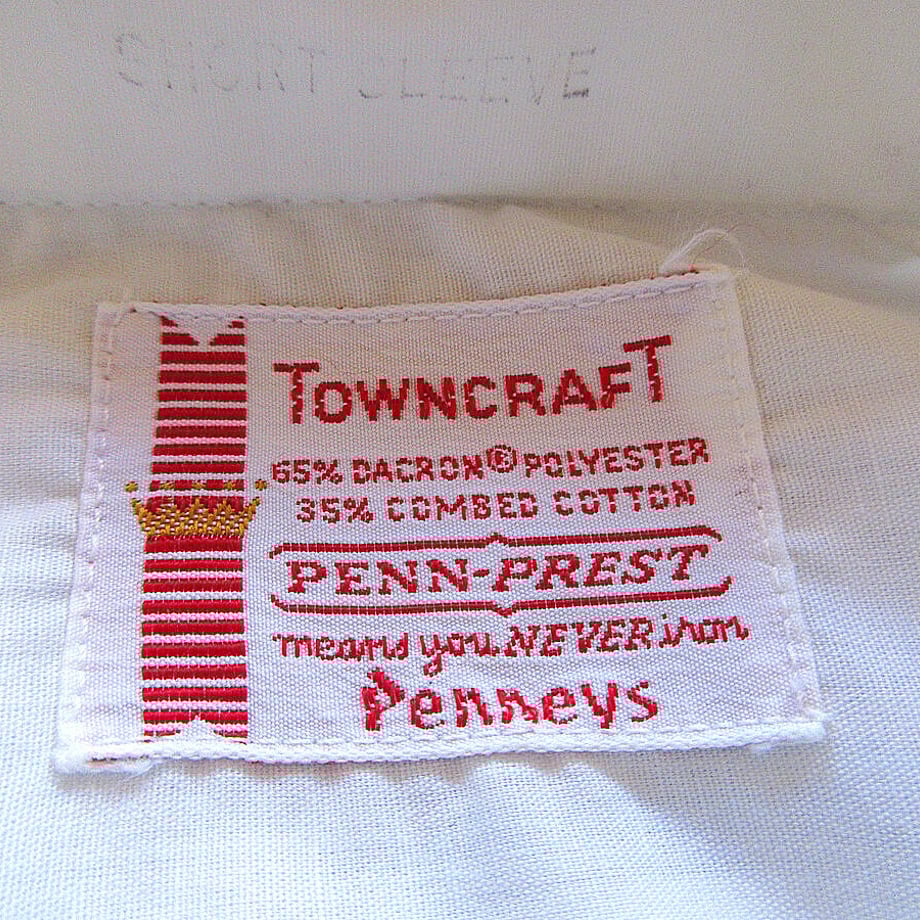 SHORT SLEEVE
TOWNCRAFT
65% DACRON® POLYESTER
35% COMBED COTTON
PENN-PREST
means you NEVER iron
Penneys